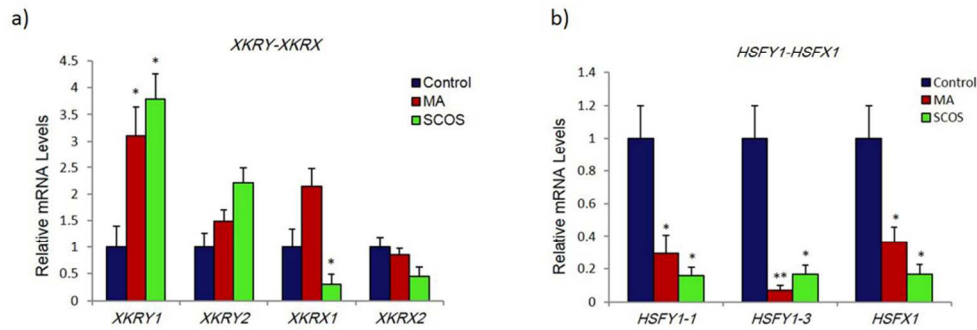 a)
XKRY-XKRX
Relative mRNA Levels
4.5
4
3.5
3
2.5
2
1.5
1
0.5
0
Control
MA
SCOS
*
*
*
XKRY1 XKRY2 XKRX1 XKRX2
b)
HSFY1-HSFX1
Relative mRNA Levels
1.4
1.2
1
0.8
0.6
0.4
0.2
0
Control
MA
SCOS
*
*
**
*
*
*
HSFY1-1 HSFY1-3 HSFX1